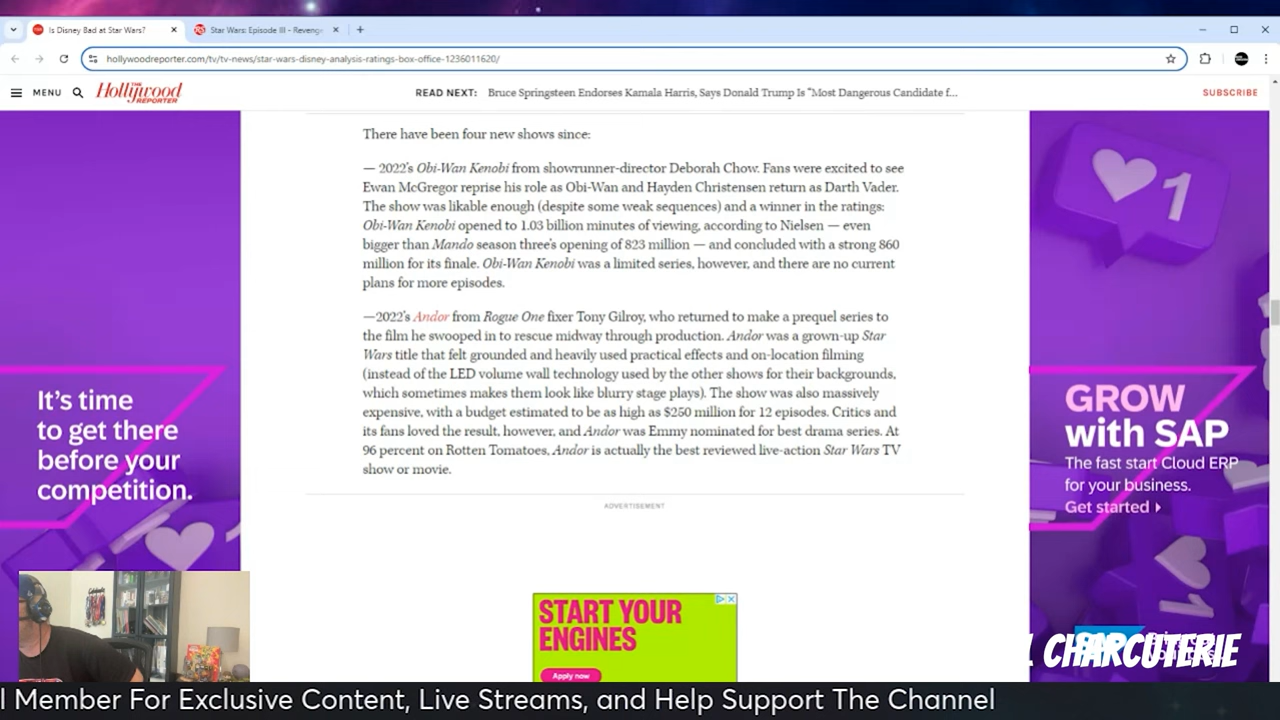 Is Disney Bad at Star Wars?
Star Wars: Episode III - Reveng
hollywoodreporter.com/tv/tv-news/star-wars-disney-analysis-ratings-box-office-1236011620/
MENU
THE Hollywood REPORTER
READ NEXT: Bruce Springsteen Endorses Kamala Harris, Says Donald Trump Is “Most Dangerous Candidate f...
SUBSCRIBE
There have been four new shows since:
— 2022’s Obi-Wan Kenobi from showrunner-director Deborah Chow. Fans were excited to see
Ewan McGregor reprise his role as Obi-Wan and Hayden Christensen return as Darth Vader.
The show was likable enough (despite some weak sequences) and a winner in the ratings:
Obi-Wan Kenobi opened to 1.03 billion minutes of viewing, according to Nielsen — even
bigger than Mando season three’s opening of 823 million — and concluded with a strong 860
million for its finale. Obi-Wan Kenobi was a limited series, however, and there are no current
plans for more episodes.
—2022’s Andor from Rogue One fixer Tony Gilroy, who returned to make a prequel series to
the film he swooped in to rescue midway through production. Andor was a grown-up Star
Wars title that felt grounded and heavily used practical effects and on-location filming
(instead of the LED volume wall technology used by the other shows for their backgrounds,
which sometimes makes them look like blurry stage plays). The show was also massively
expensive, with a budget estimated to be as high as $250 million for 12 episodes. Critics and
its fans loved the result, however, and Andor was Emmy nominated for best drama series. At
96 percent on Rotten Tomatoes, Andor is actually the best reviewed live-action Star Wars TV
show or movie.
ADVERTISEMENT
It’s time
to get there
before your
competition.
1
GROW
with SAP
The fast start Cloud ERP
for your business.
Get started
START YOUR
ENGINES
Apply now
L CHARCUTERIE
l Member For Exclusive Content, Live Streams, and Help Support The Channel